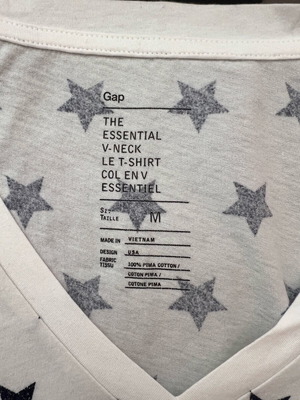 Gap
THE
ESSENTIAL
V-NECK
LE T-SHIRT
COL EN V
ESSENTIEL
TAILLE M
MADE IN VIETNAM
DESIGN USA
FABRIC 100% PIMA COTTON /
TISSU
COTON PIMA /
COTONE PIMA